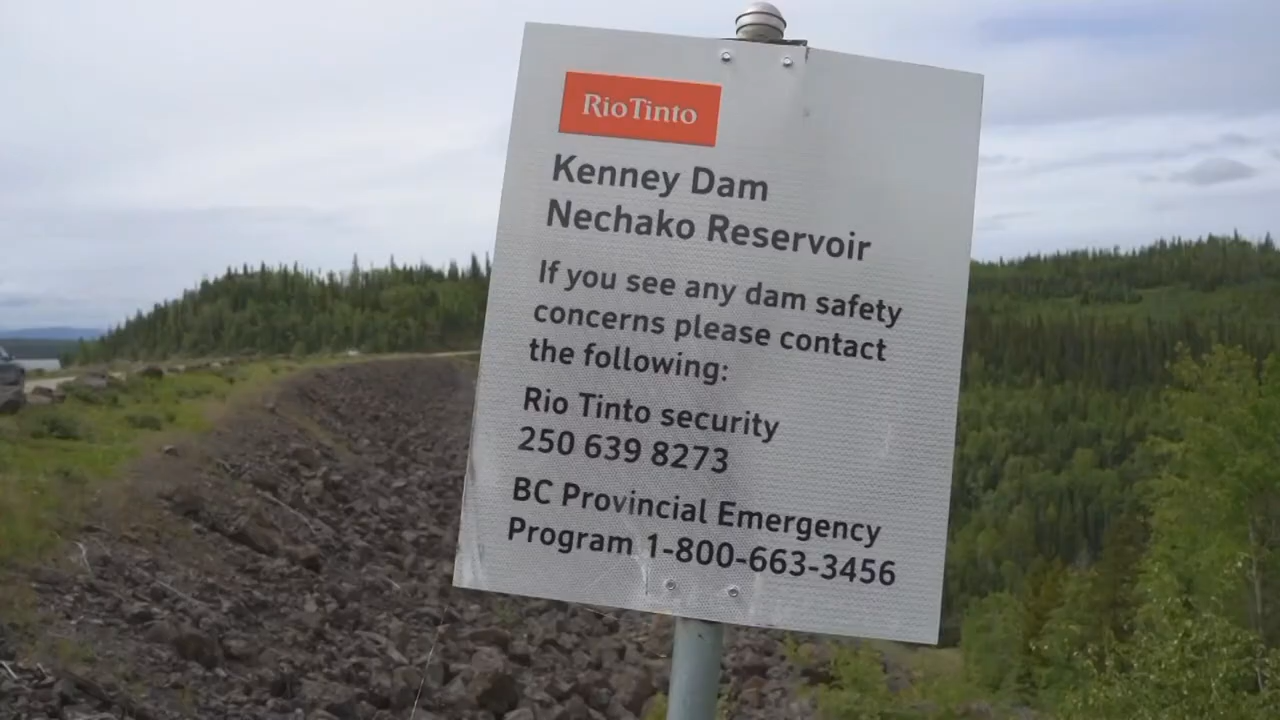 RioTinto
Kenney Dam
Nechako Reservoir
If you see any dam safety
concerns please contact
the following:
Rio Tinto security
250 639 8273
BC Provincial Emergency
Program 1-800-663-3456